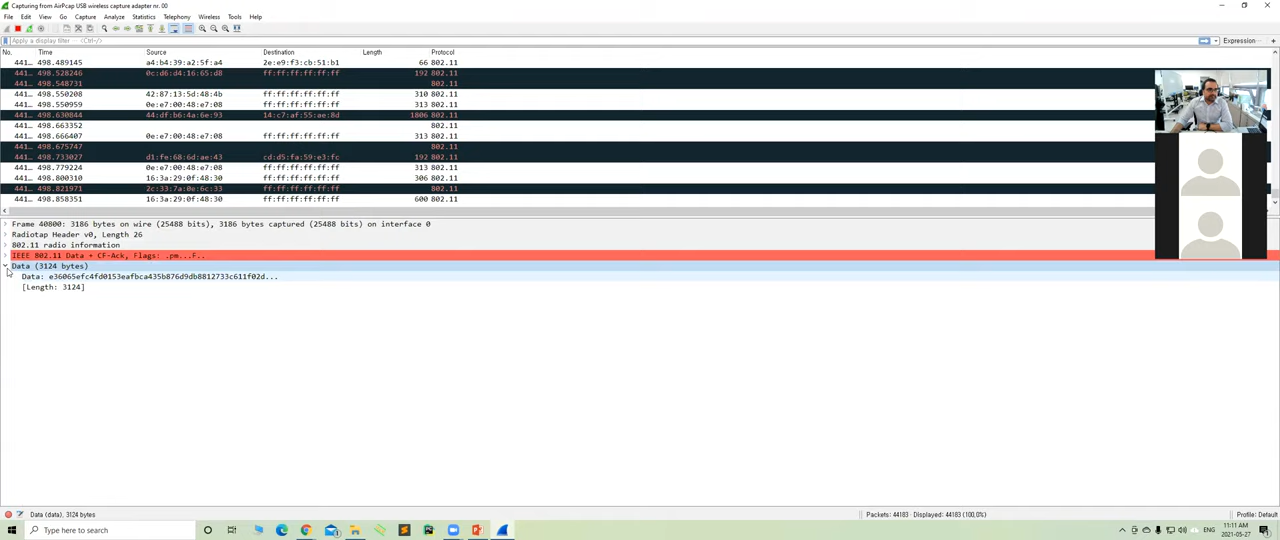 Capturing from AirPcap USB wireless capture adapter nr. 00
File Edit View Go Capture Analyze Statistics Telephony Wireless Tools Help
Apply a display filter ... <Ctrl-/>
Expression...
No. Time Source Destination Length Protocol
441... 498.489145 a4:b4:39:a2:5f:a4 2e:e9:f3:cb:51:b1 66 802.11
441... 498.528246 0c:d6:d4:16:65:d8 ff:ff:ff:ff:ff:ff 192 802.11
441... 498.548731 802.11
441... 498.550208 42:87:13:5d:48:4b ff:ff:ff:ff:ff:ff 310 802.11
441... 498.550959 0e:e7:00:48:e7:08 ff:ff:ff:ff:ff:ff 313 802.11
441... 498.630844 44:df:b6:4a:6e:93 14:c7:af:55:ae:8d 1806 802.11
441... 498.663352 802.11
441... 498.666407 0e:e7:00:48:e7:08 ff:ff:ff:ff:ff:ff 313 802.11
441... 498.675747 802.11
441... 498.733027 d1:fe:68:6d:ae:43 cd:d5:fa:59:e3:fc 192 802.11
441... 498.779224 0e:e7:00:48:e7:08 ff:ff:ff:ff:ff:ff 313 802.11
441... 498.800310 16:3a:29:0f:48:30 ff:ff:ff:ff:ff:ff 306 802.11
441... 498.821971 2c:33:7a:0e:6c:33 ff:ff:ff:ff:ff:ff 802.11
441... 498.858351 16:3a:29:0f:48:30 ff:ff:ff:ff:ff:ff 600 802.11
Frame 40800: 3186 bytes on wire (25488 bits), 3186 bytes captured (25488 bits) on interface 0
Radiotap Header v0, Length 26
802.11 radio information
IEEE 802.11 Data + CF-Ack, Flags: .pm...F..
Data (3124 bytes)
Data: e36065efc4fd0153eafbca435b876d9db8812733c611f02d...
[Length: 3124]
Data (data), 3124 bytes
Packets: 44183 · Displayed: 44183 (100,0%)
Profile: Default
Type here to search
ENG
11:11 AM
2021-05-27